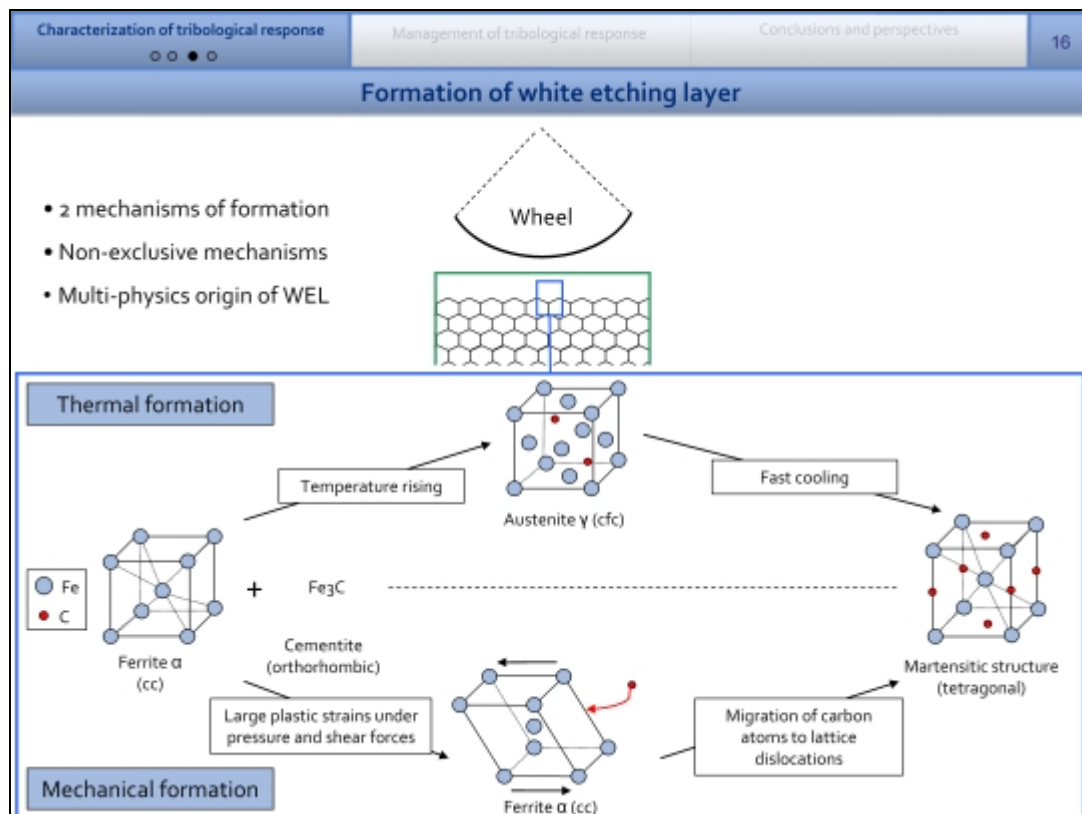 Characterization of tribological response
Management of tribological response
Conclusions and perspectives
16
Formation of white etching layer
• 2 mechanisms of formation
• Non-exclusive mechanisms
• Multi-physics origin of WEL
Wheel
Thermal formation
Temperature rising
Austenite γ (cfc)
Fast cooling
Fe
C
+
Fe₃C
Ferrite α
(cc)
Cementite
(orthorhombic)
Martensitic structure
(tetragonal)
Large plastic strains under
pressure and shear forces
Migration of carbon
atoms to lattice
dislocations
Mechanical formation
Ferrite α (cc)